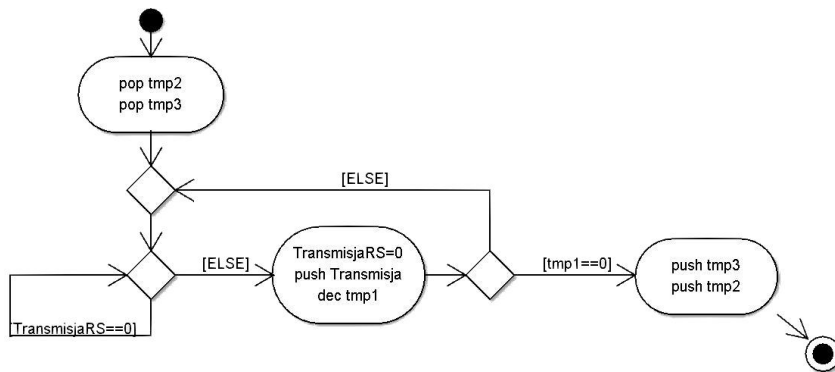 pop tmp2
pop tmp3
[ELSE]
[ELSE]
TransmisjaRS=0
push Transmisja
dec tmp1
[tmp1==0]
push tmp3
push tmp2
[TransmisjaRS==0]